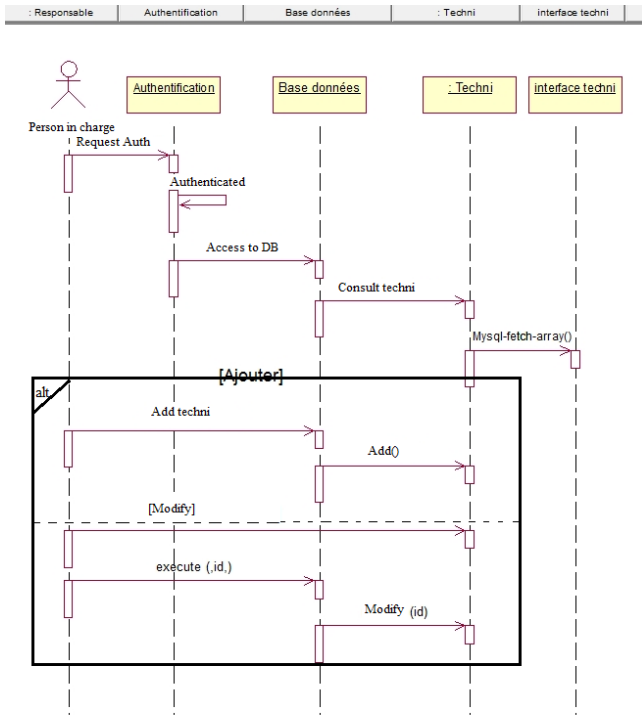 : Responsable
Authentification
Base données
: Techni
interface techni
Authentification
Base données
: Techni
interface techni
Person in charge
Request Auth
Authenticated
Access to DB
Consult techni
Mysql-fetch-array()
[Ajouter]
alt
Add techni
Add()
[Modify]
execute (,id,)
Modify (id)